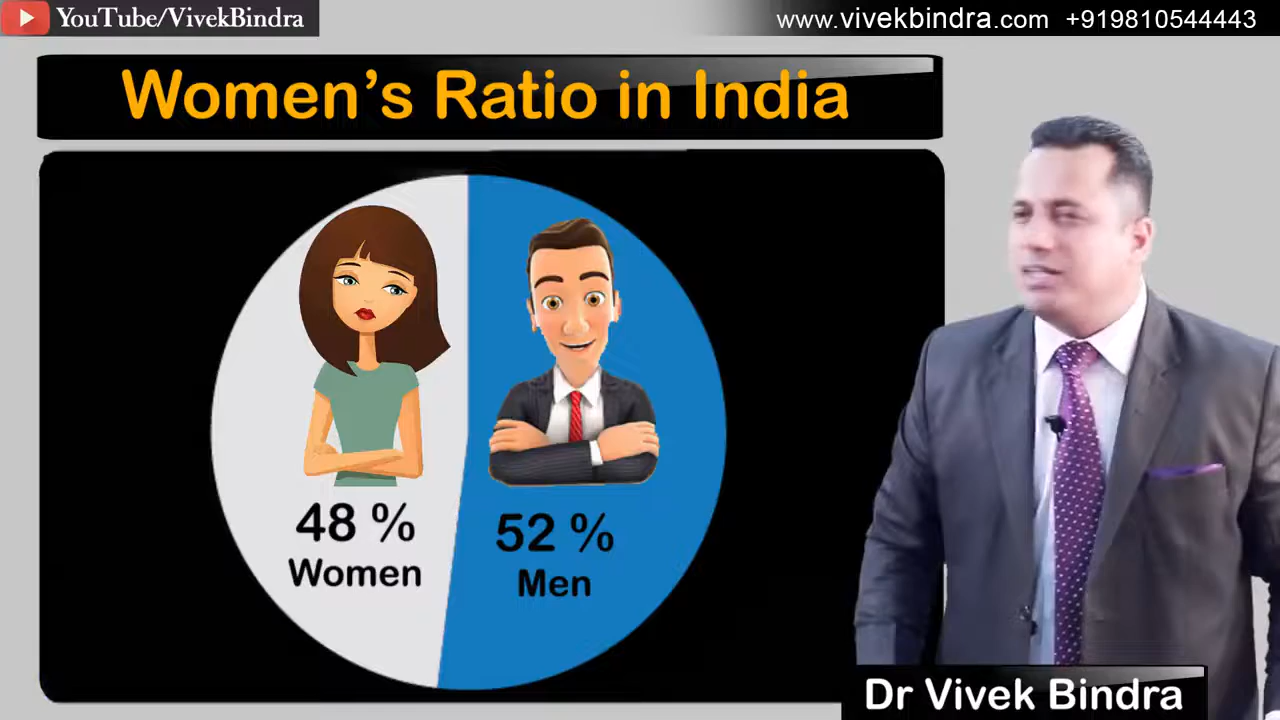 YouTube/VivekBindra
www.vivekbindra.com +919810544443
Women's Ratio in India
48 %
Women
52 %
Men
Dr Vivek Bindra